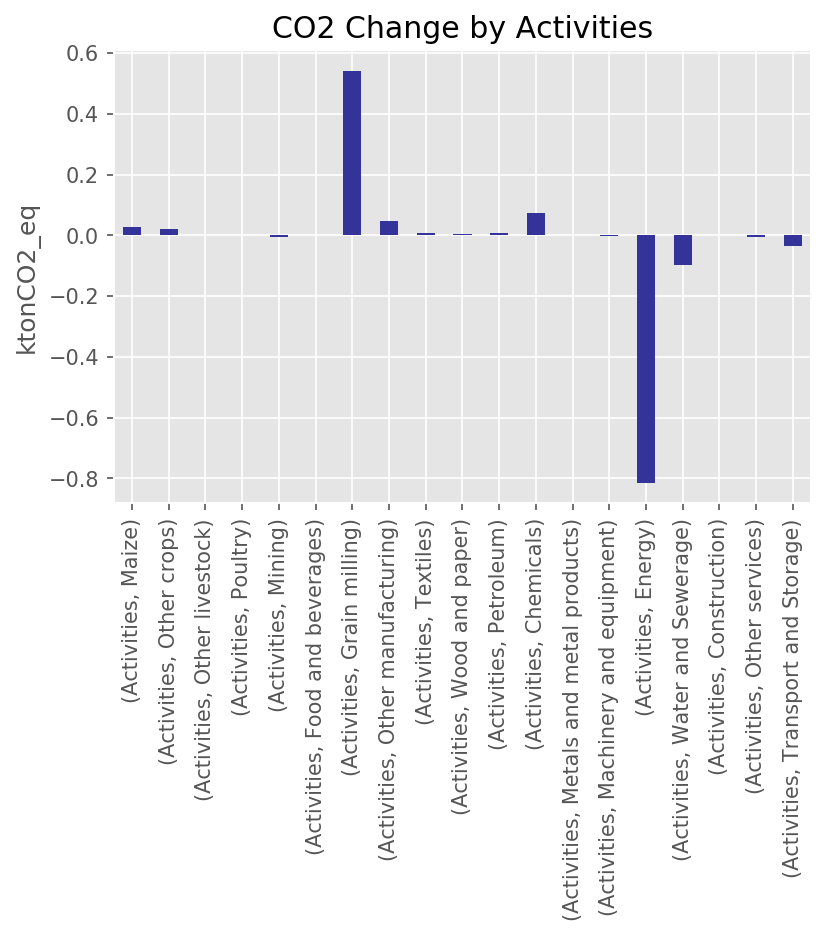 CO2 Change by Activities
0.6
0.4
0.2
0.0
−0.2
−0.4
−0.6
−0.8
ktonCO2_eq
(Activities, Maize)
(Activities, Other crops)
(Activities, Other livestock)
(Activities, Poultry)
(Activities, Mining)
(Activities, Food and beverages)
(Activities, Grain milling)
(Activities, Other manufacturing)
(Activities, Textiles)
(Activities, Wood and paper)
(Activities, Petroleum)
(Activities, Chemicals)
(Activities, Metals and metal products)
(Activities, Machinery and equipment)
(Activities, Energy)
(Activities, Water and Sewerage)
(Activities, Construction)
(Activities, Other services)
(Activities, Transport and Storage)